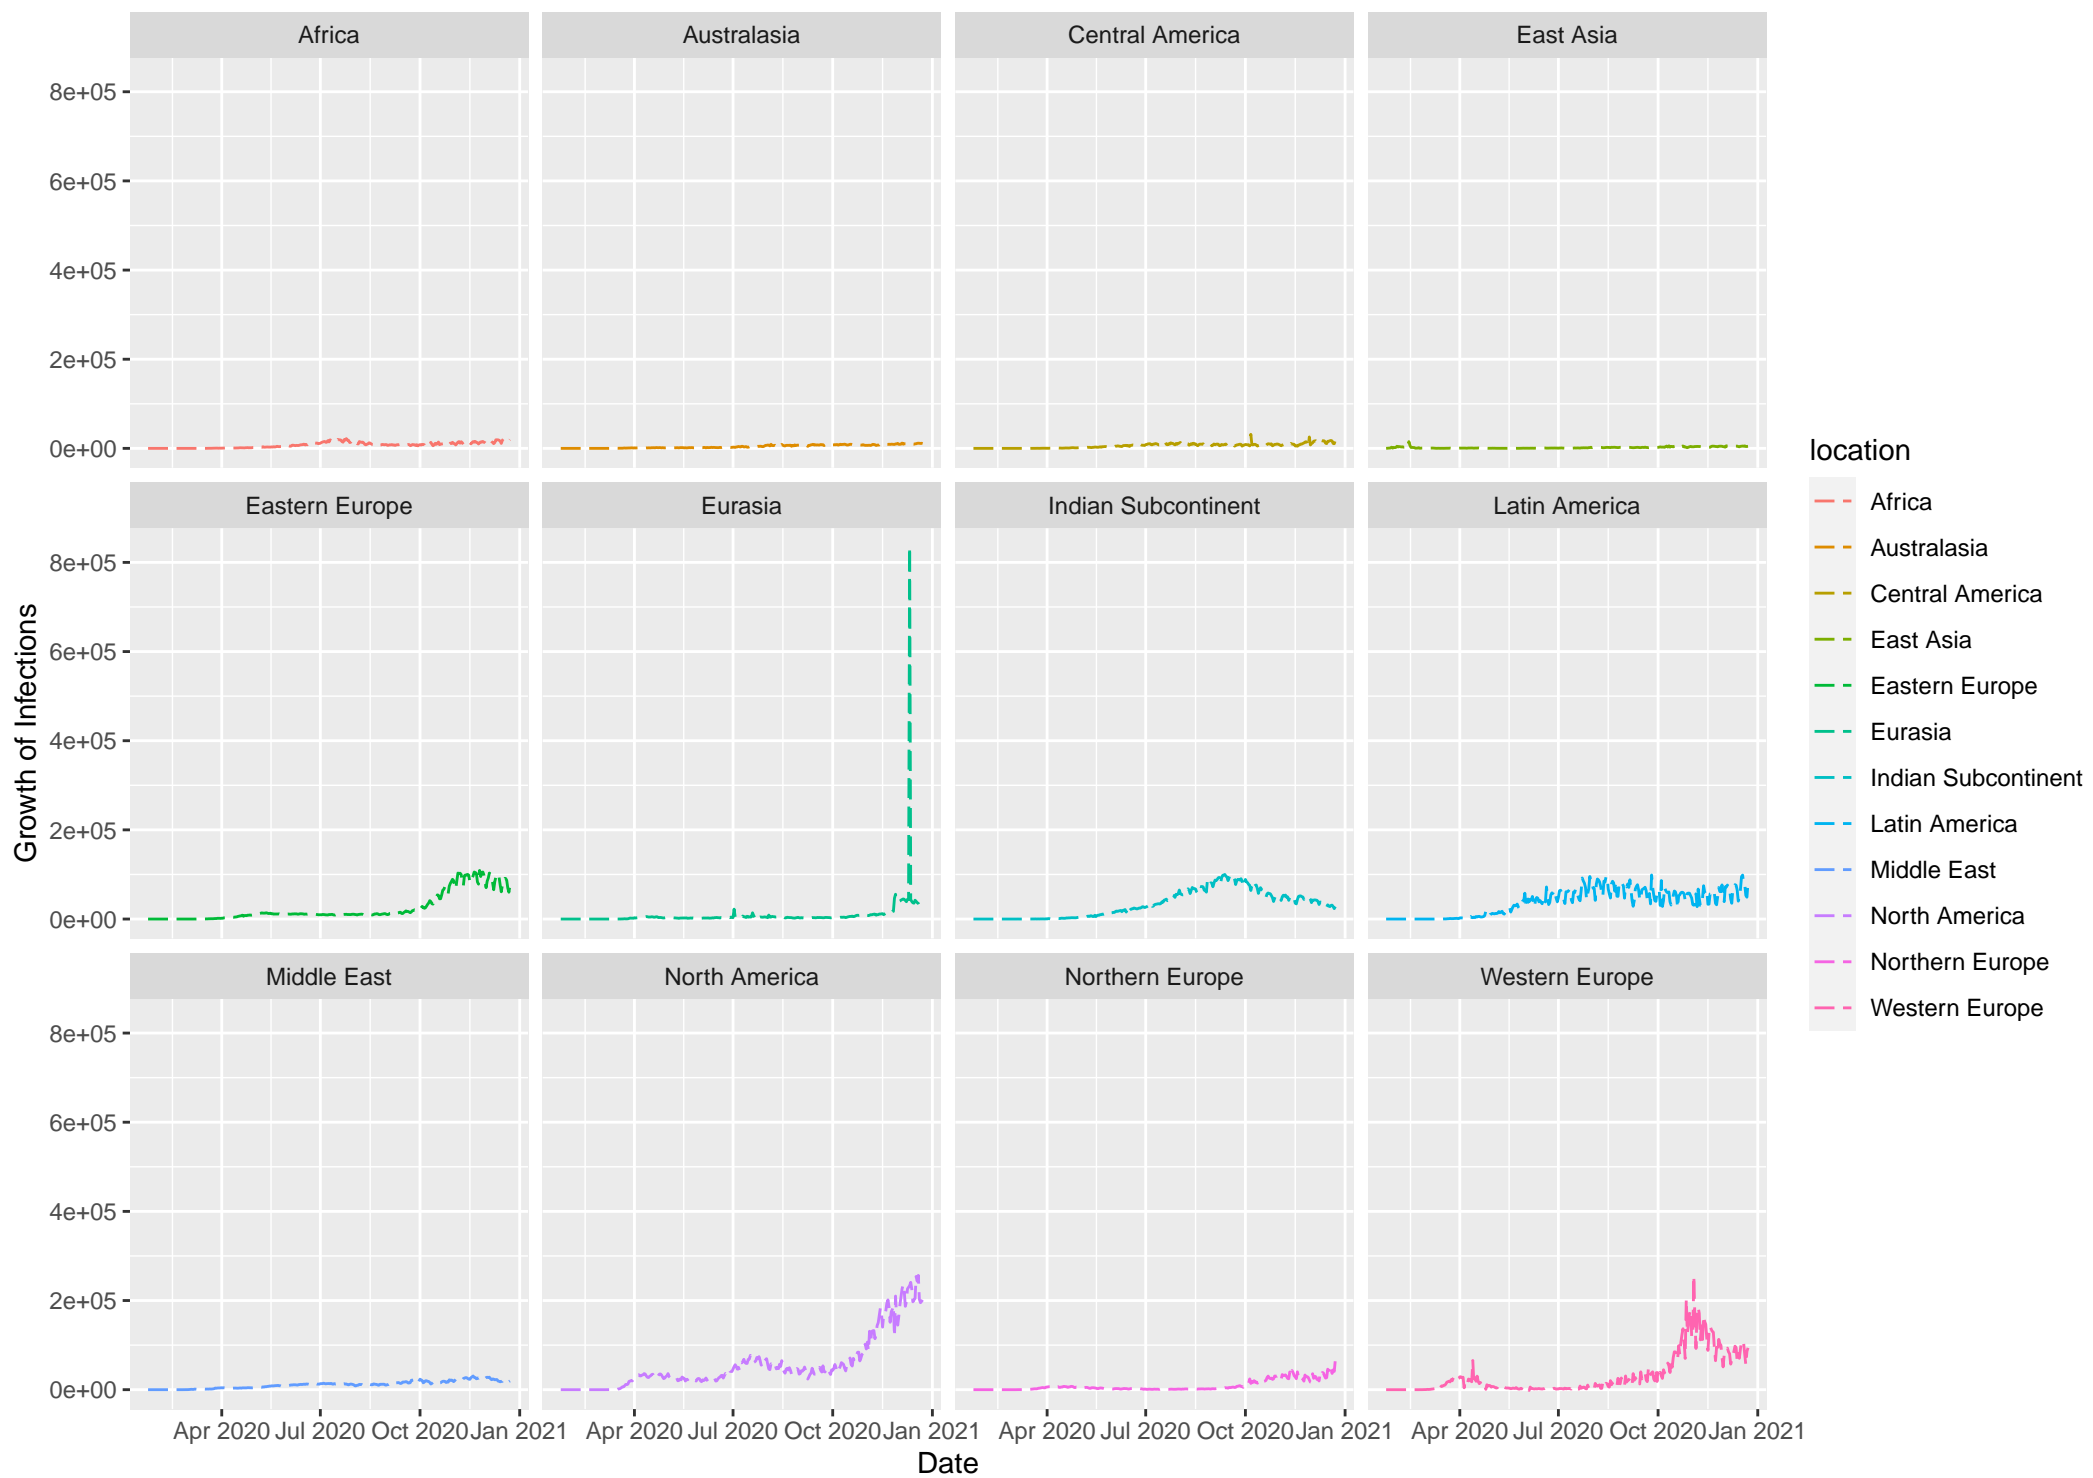 Africa
Australasia
Central America
East Asia
8e+05
6e+05
4e+05
2e+05
0e+00
Eastern Europe
Eurasia
Indian Subcontinent
Latin America
8e+05
6e+05
4e+05
2e+05
0e+00
Middle East
North America
Northern Europe
Western Europe
8e+05
6e+05
4e+05
2e+05
0e+00
Apr 2020 Jul 2020 Oct 2020 Jan 2021
Apr 2020 Jul 2020 Oct 2020 Jan 2021
Apr 2020 Jul 2020 Oct 2020 Jan 2021
Apr 2020 Jul 2020 Oct 2020 Jan 2021
Date
Growth of Infections
location
Africa
Australasia
Central America
East Asia
Eastern Europe
Eurasia
Indian Subcontinent
Latin America
Middle East
North America
Northern Europe
Western Europe